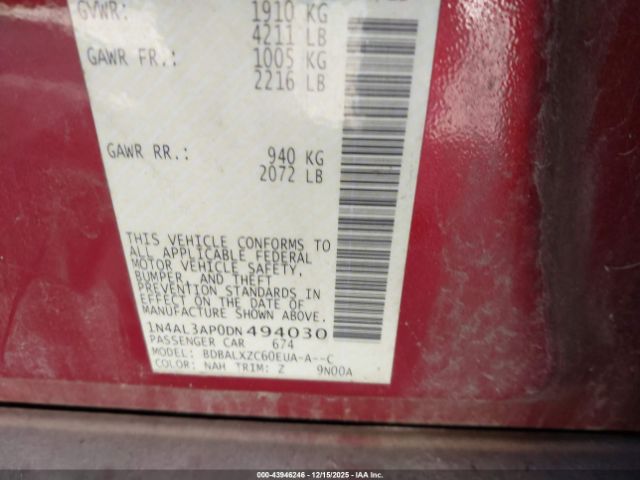 GVWR: 1910 KG
4211 LB
GAWR FR.: 1005 KG
2216 LB
GAWR RR.: 940 KG
2072 LB
THIS VEHICLE CONFORMS TO
ALL APPLICABLE FEDERAL
MOTOR VEHICLE SAFETY,
BUMPER, AND THEFT
PREVENTION STANDARDS IN
EFFECT ON THE DATE OF
MANUFACTURE SHOWN ABOVE.
1N4AL3AP0DN494030
PASSENGER CAR 674
MODEL: BDBALXZC60EUA-A--C
COLOR: NAH TRIM: Z 9N00A
000-43946246 - 12/15/2025 - IAA Inc.